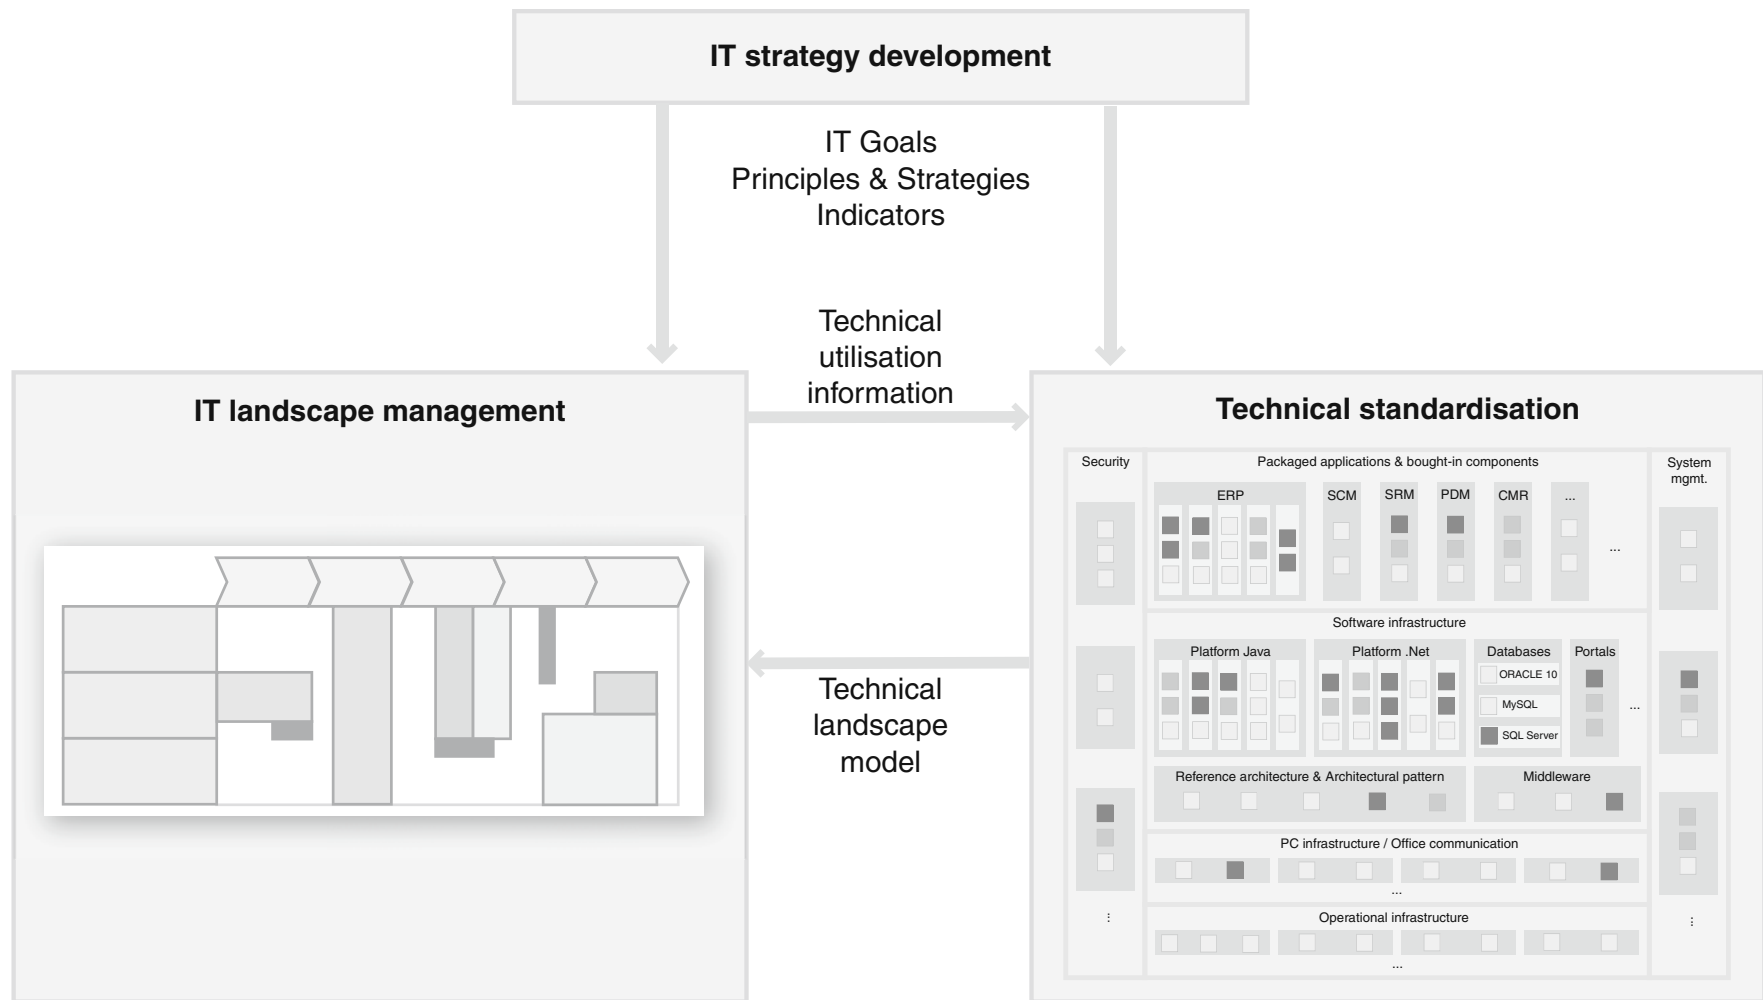 IT strategy development
IT Goals
Principles & Strategies
Indicators
Technical
utilisation
information
IT landscape management
Technical
landscape
model
Technical standardisation
Security
Packaged applications & bought-in components
System
mgmt.
ERP
SCM
SRM
PDM
CMR
...
...
Software infrastructure
Platform Java
Platform .Net
Databases
Portals
ORACLE 10
MySQL
SQL Server
...
Reference architecture & Architectural pattern
Middleware
PC infrastructure / Office communication
...
Operational infrastructure
...
⋮
⋮